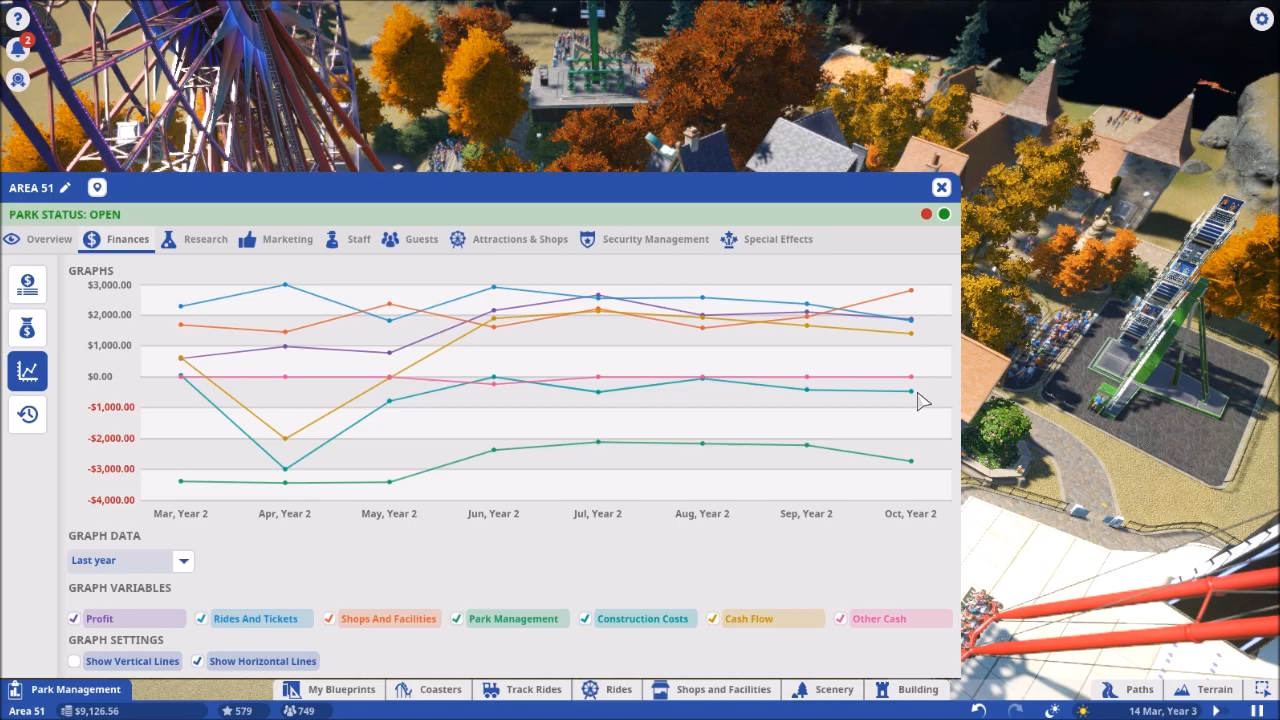 ?
2
AREA 51
PARK STATUS: OPEN
Overview Finances Research Marketing Staff Guests Attractions & Shops Security Management Special Effects
GRAPHS
$3,000.00
$2,000.00
$1,000.00
$0.00
-$1,000.00
-$2,000.00
-$3,000.00
-$4,000.00
Mar, Year 2 Apr, Year 2 May, Year 2 Jun, Year 2 Jul, Year 2 Aug, Year 2 Sep, Year 2 Oct, Year 2
GRAPH DATA
Last year
GRAPH VARIABLES
Profit Rides And Tickets Shops And Facilities Park Management Construction Costs Cash Flow Other Cash
GRAPH SETTINGS
Show Vertical Lines Show Horizontal Lines
Park Management My Blueprints Coasters Track Rides Rides Shops and Facilities Scenery Building Paths Terrain
Area 51 $9,126.56 579 749 14 Mar, Year 3